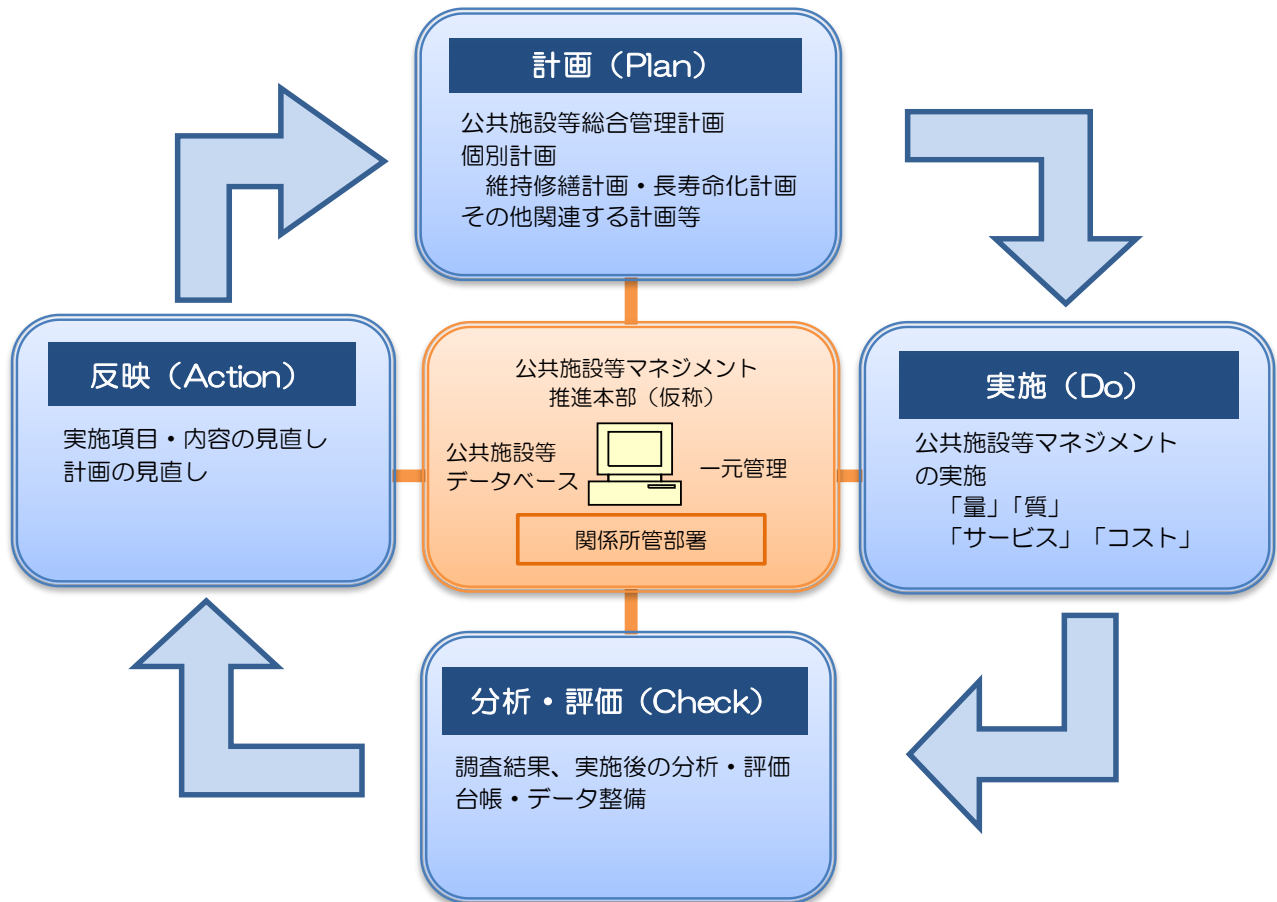 計画（Plan）
公共施設等総合管理計画
個別計画
維持修繕計画・長寿命化計画
その他関連する計画等
反映（Action）
実施項目・内容の見直し
計画の見直し
公共施設等マネジメント
推進本部（仮称）
公共施設等
データベース
一元管理
関係所管部署
実施（Do）
公共施設等マネジメント
の実施
「量」「質」
「サービス」「コスト」
分析・評価（Check）
調査結果、実施後の分析・評価
台帳・データ整備